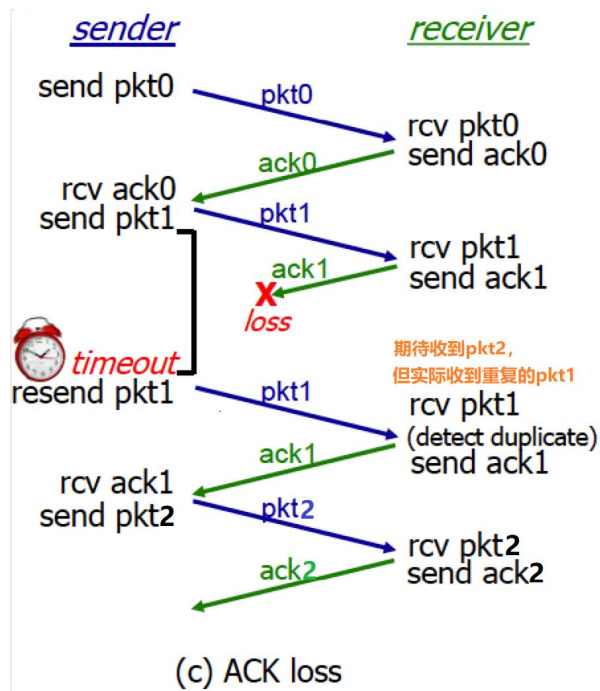 sender
receiver
send pkt0
pkt0
rcv pkt0
send ack0
ack0
rcv ack0
send pkt1
pkt1
rcv pkt1
send ack1
ack1
X
loss
timeout
resend pkt1
期待收到pkt2，
但实际收到重复的pkt1
pkt1
rcv pkt1
(detect duplicate)
send ack1
ack1
rcv ack1
send pkt2
pkt2
rcv pkt2
send ack2
ack2
(c) ACK loss